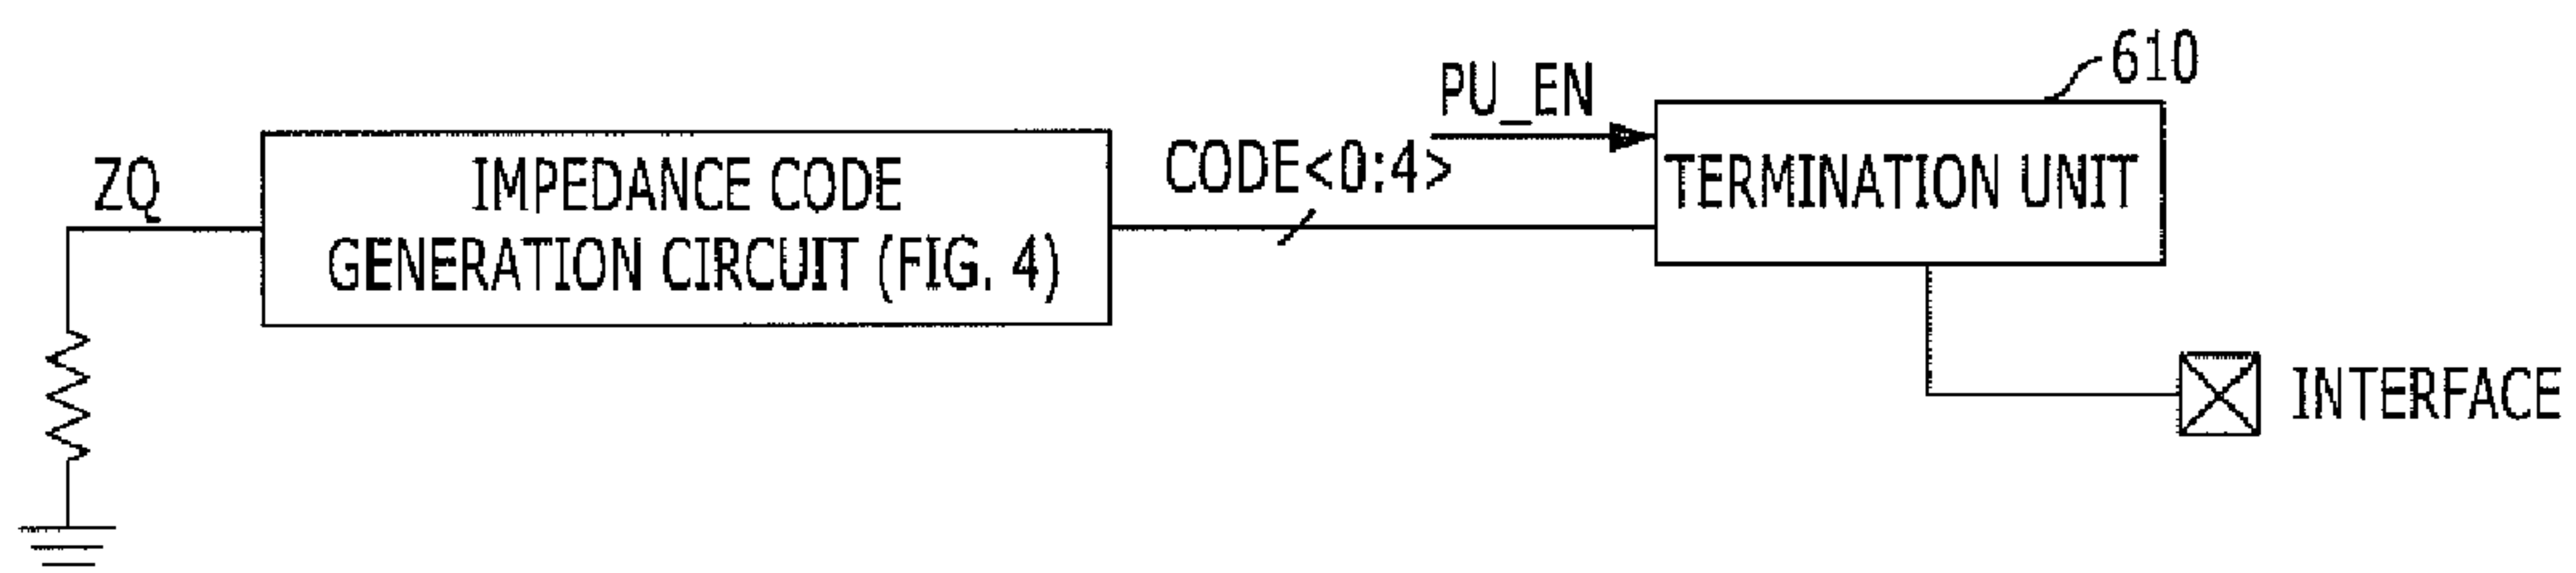 610
PU_EN
ZQ
IMPEDANCE CODE
GENERATION CIRCUIT (FIG. 4)
CODE<0:4>
TERMINATION UNIT
INTERFACE